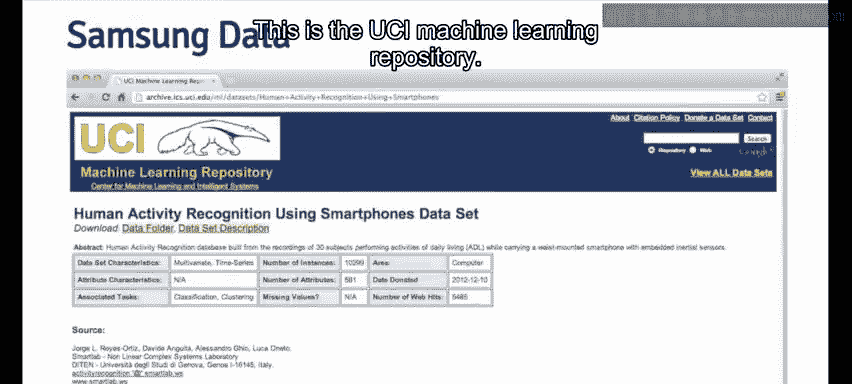 Samsung Data
This is the UCI machine learning
repository.
UCI Machine Learning Rep...
archive.ics.uci.edu/ml/datasets/Human+Activity+Recognition+Using+Smartphones
About Citation Policy Donate a Data Set Contact
UCI
Search
Repository Web
Machine Learning Repository
View ALL Data Sets
Center for Machine Learning and Intelligent Systems
Human Activity Recognition Using Smartphones Data Set
Download: Data Folder, Data Set Description
Abstract: Human Activity Recognition database built from the recordings of 30 subjects performing activities of daily living (ADL) while carrying a waist-mounted smartphone with embedded inertial sensors.
Data Set Characteristics: Multivariate, Time-Series Number of Instances: 10299 Area: Computer
Attribute Characteristics: N/A Number of Attributes: 561 Date Donated 2012-12-10
Associated Tasks: Classification, Clustering Missing Values? N/A Number of Web Hits: 5485
Source:
Jorge L. Reyes-Ortiz, Davide Anguita, Alessandro Ghio, Luca Oneto.
Smartlab - Non Linear Complex Systems Laboratory
DITEN - Università degli Studi di Genova, Genoa I-16145, Italy.
activityrecognition '@' smartlab.ws
www.smartlab.ws